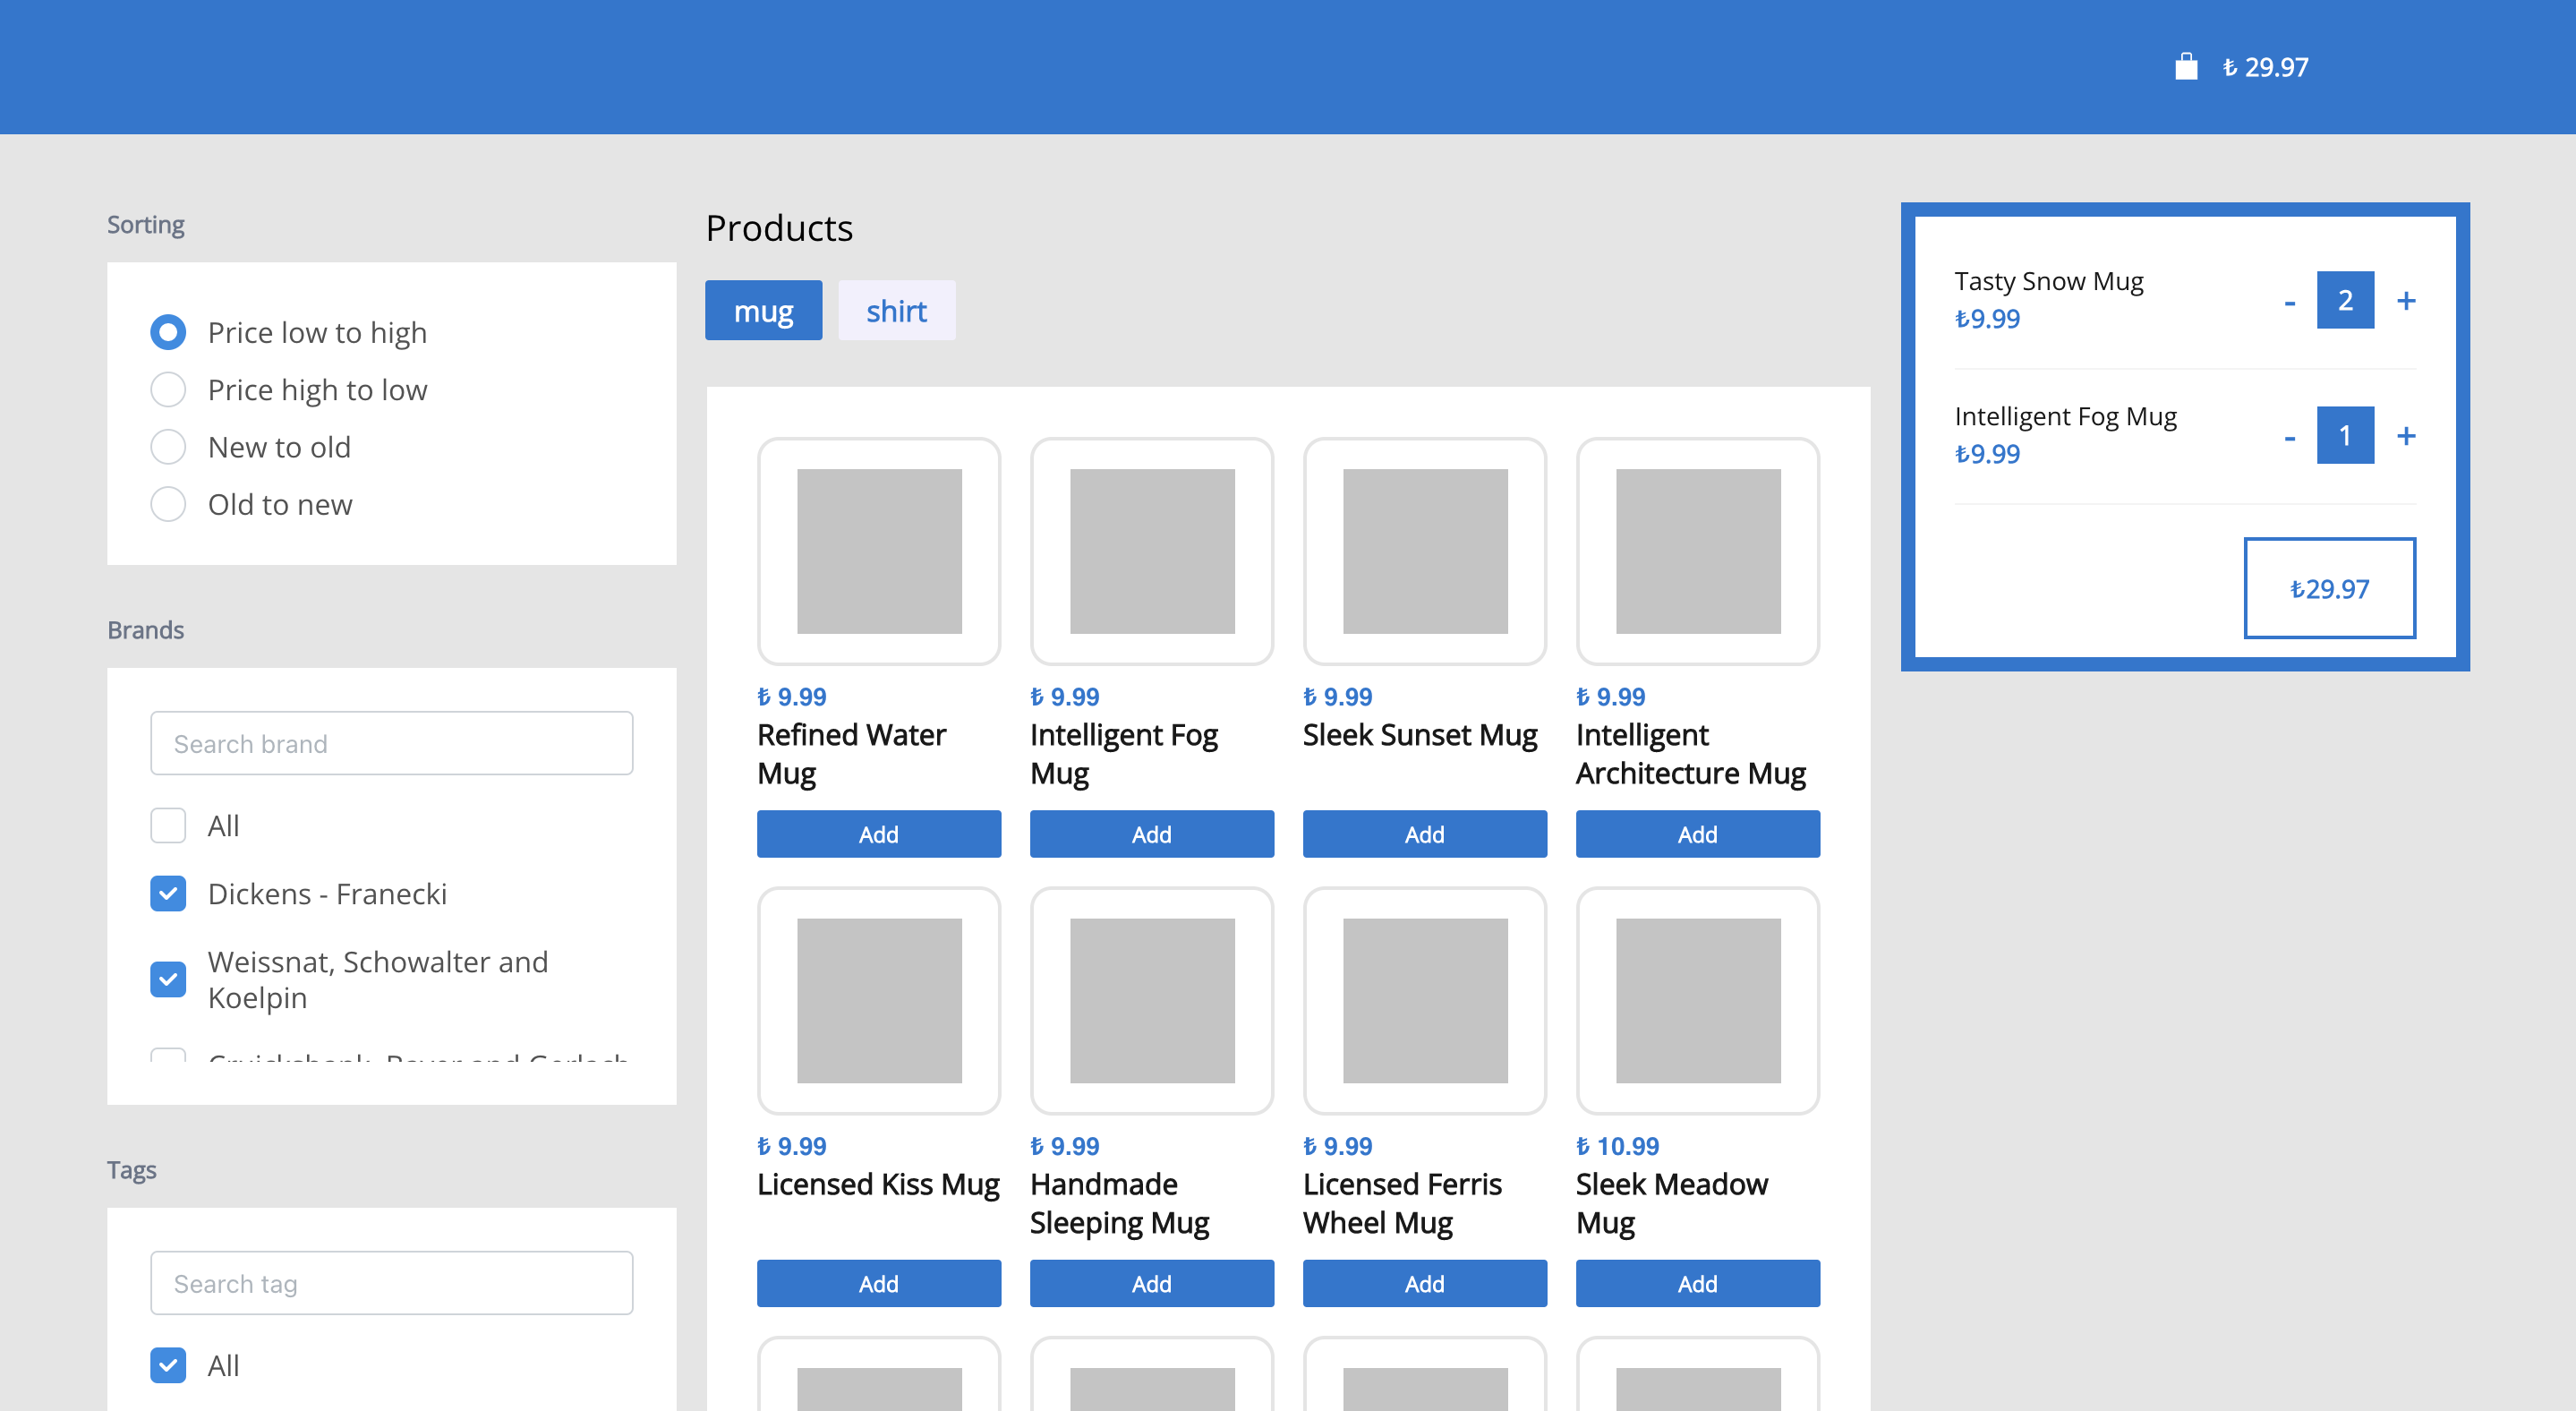 ₺ 29.97
Sorting
Price low to high
Price high to low
New to old
Old to new
Brands
Search brand
All
Dickens - Franecki
Weissnat, Schowalter and
Koelpin
Cruickshank, Bayer and Gerlach
Tags
Search tag
All
Products
mug
shirt
₺ 9.99
Refined Water
Mug
Add
₺ 9.99
Intelligent Fog
Mug
Add
₺ 9.99
Sleek Sunset Mug
Add
₺ 9.99
Intelligent
Architecture Mug
Add
₺ 9.99
Licensed Kiss Mug
Add
₺ 9.99
Handmade
Sleeping Mug
Add
₺ 9.99
Licensed Ferris
Wheel Mug
Add
₺ 10.99
Sleek Meadow
Mug
Add
Tasty Snow Mug
₺9.99
- 2 +
Intelligent Fog Mug
₺9.99
- 1 +
₺29.97